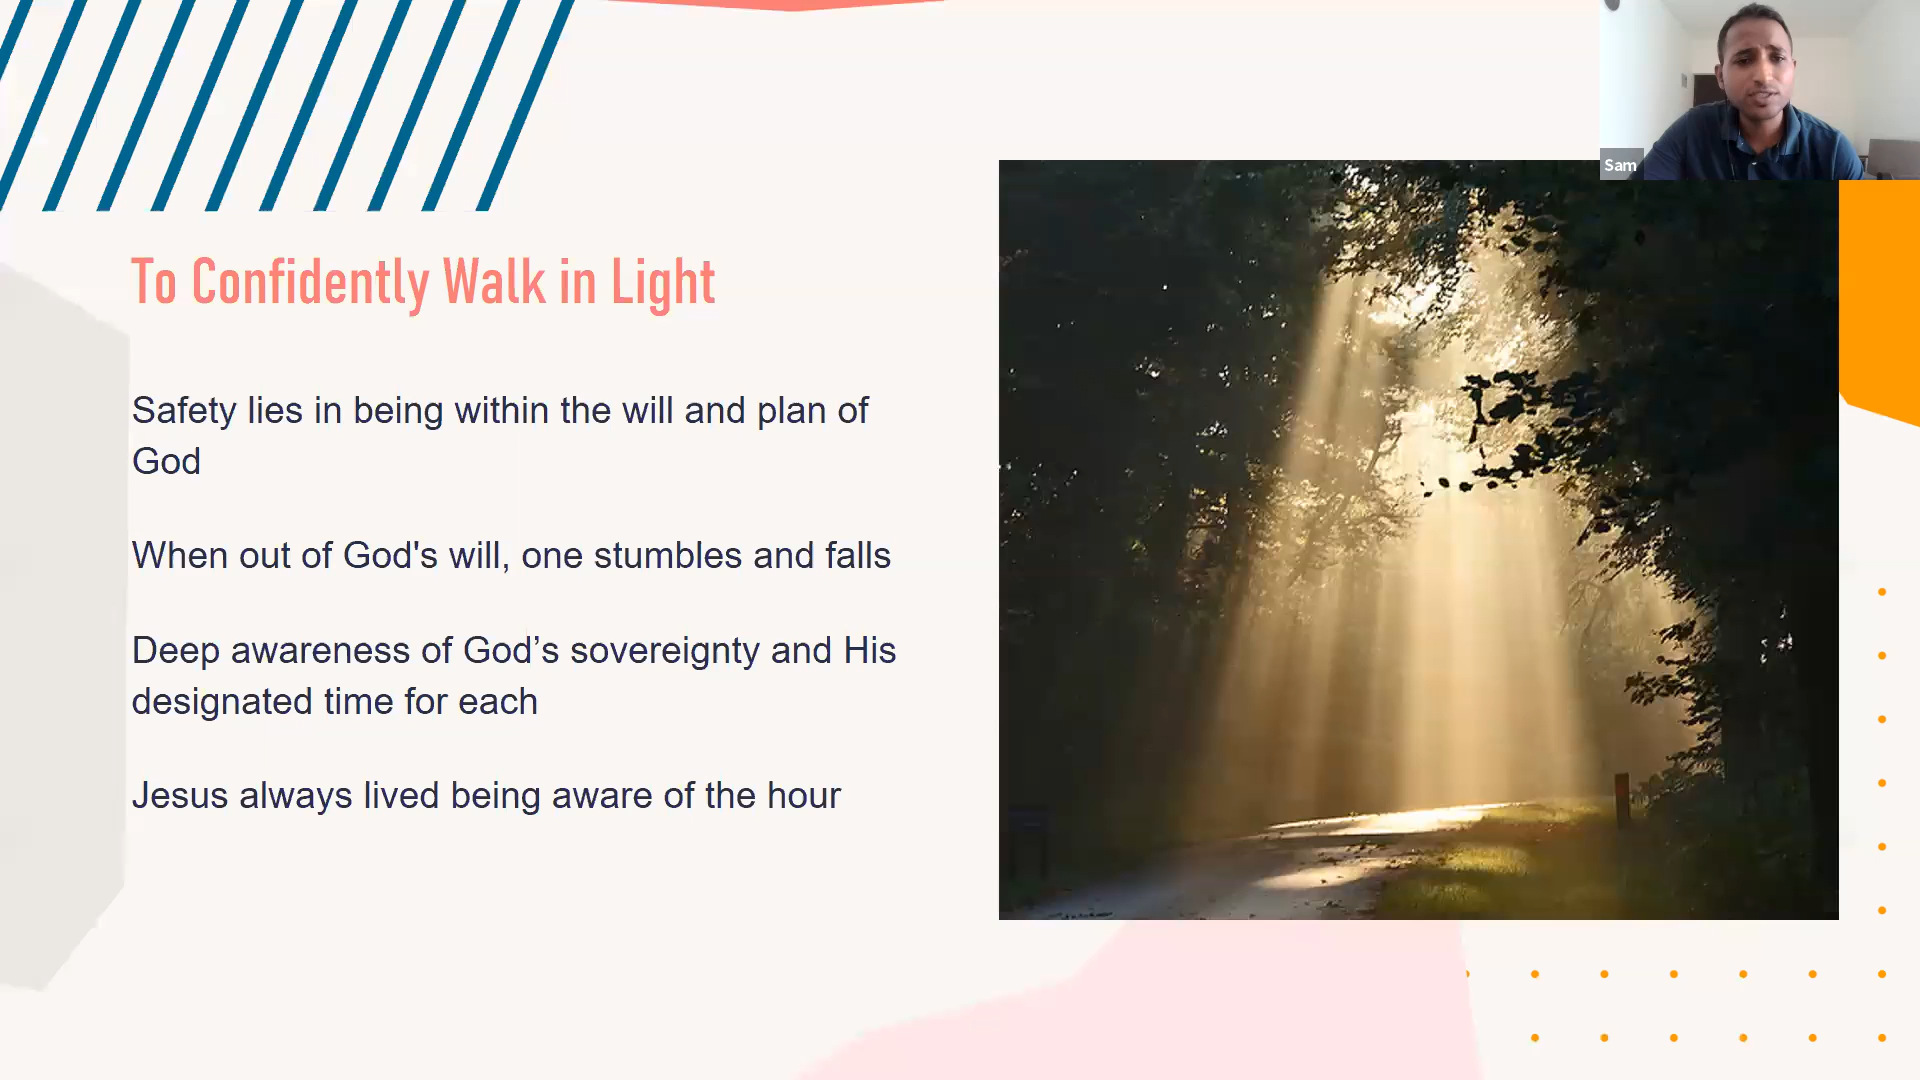 Sam
To Confidently Walk in Light
Safety lies in being within the will and plan of
God
When out of God's will, one stumbles and falls
Deep awareness of God’s sovereignty and His
designated time for each
Jesus always lived being aware of the hour